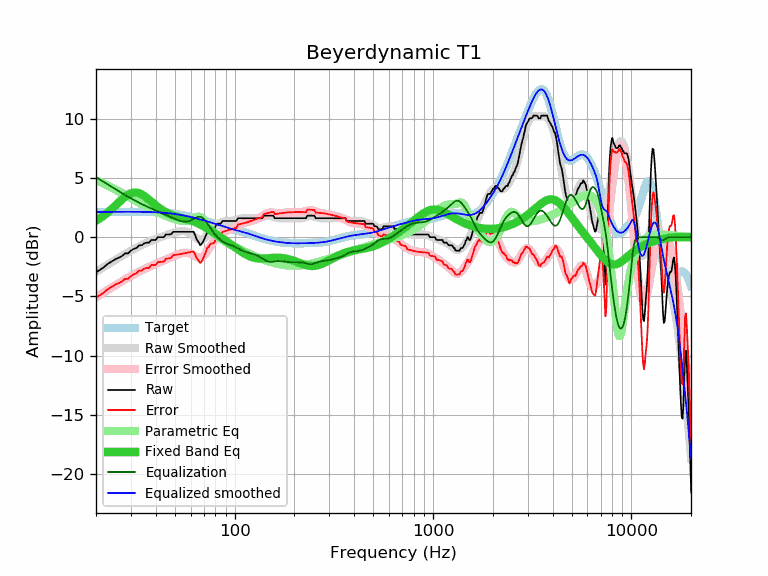 Beyerdynamic T1
10
5
0
−5
−10
−15
−20
Amplitude (dBr)
Target
Raw Smoothed
Error Smoothed
Raw
Error
Parametric Eq
Fixed Band Eq
Equalization
Equalized smoothed
100 1000 10000
Frequency (Hz)